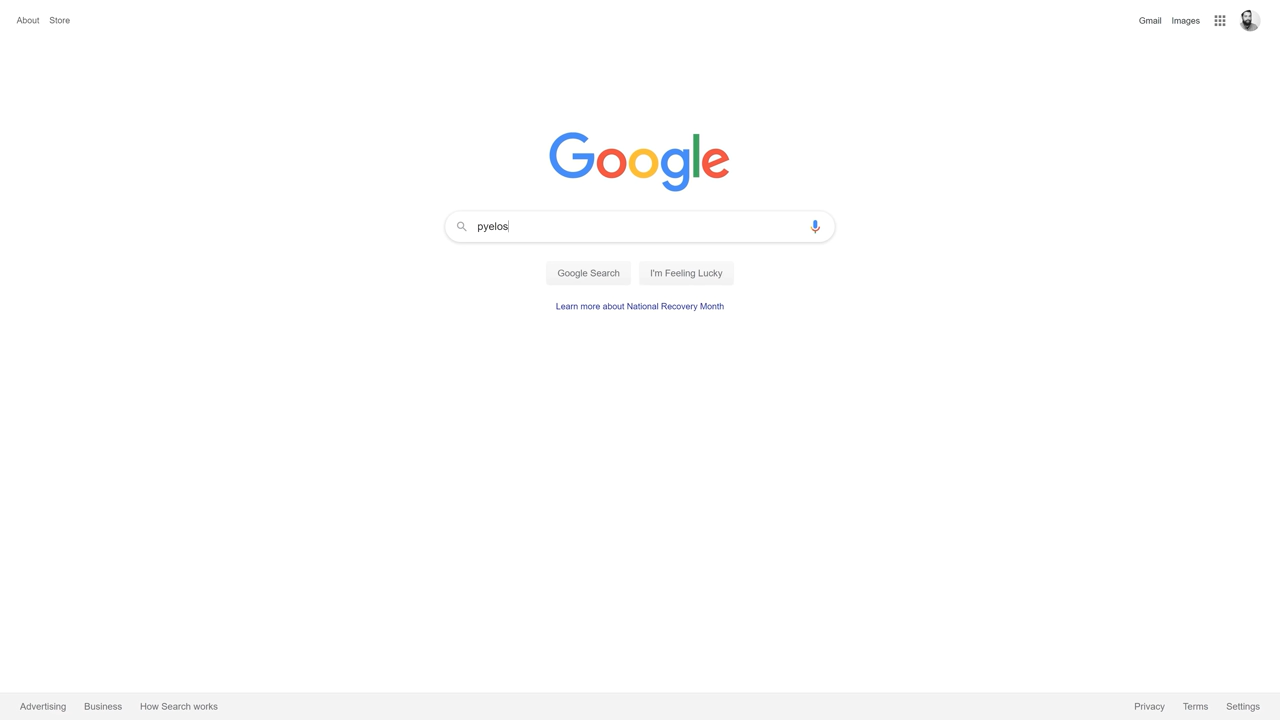 About Store
Gmail Images
Google
pyelos
Google Search I'm Feeling Lucky
Learn more about National Recovery Month
Advertising Business How Search works
Privacy Terms Settings